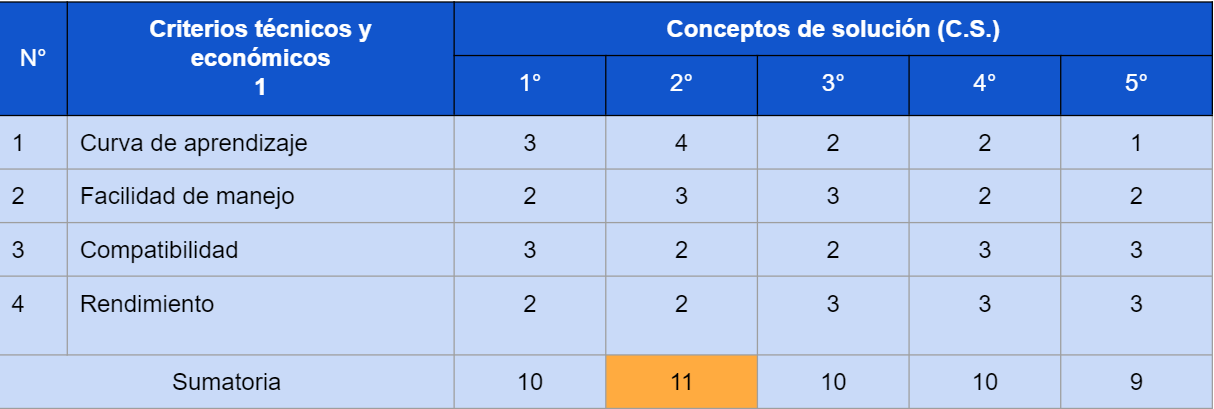 N° Criterios técnicos y económicos 1 Conceptos de solución (C.S.)
1° 2° 3° 4° 5°
1 Curva de aprendizaje 3 4 2 2 1
2 Facilidad de manejo 2 3 3 2 2
3 Compatibilidad 3 2 2 3 3
4 Rendimiento 2 2 3 3 3
Sumatoria 10 11 10 10 9